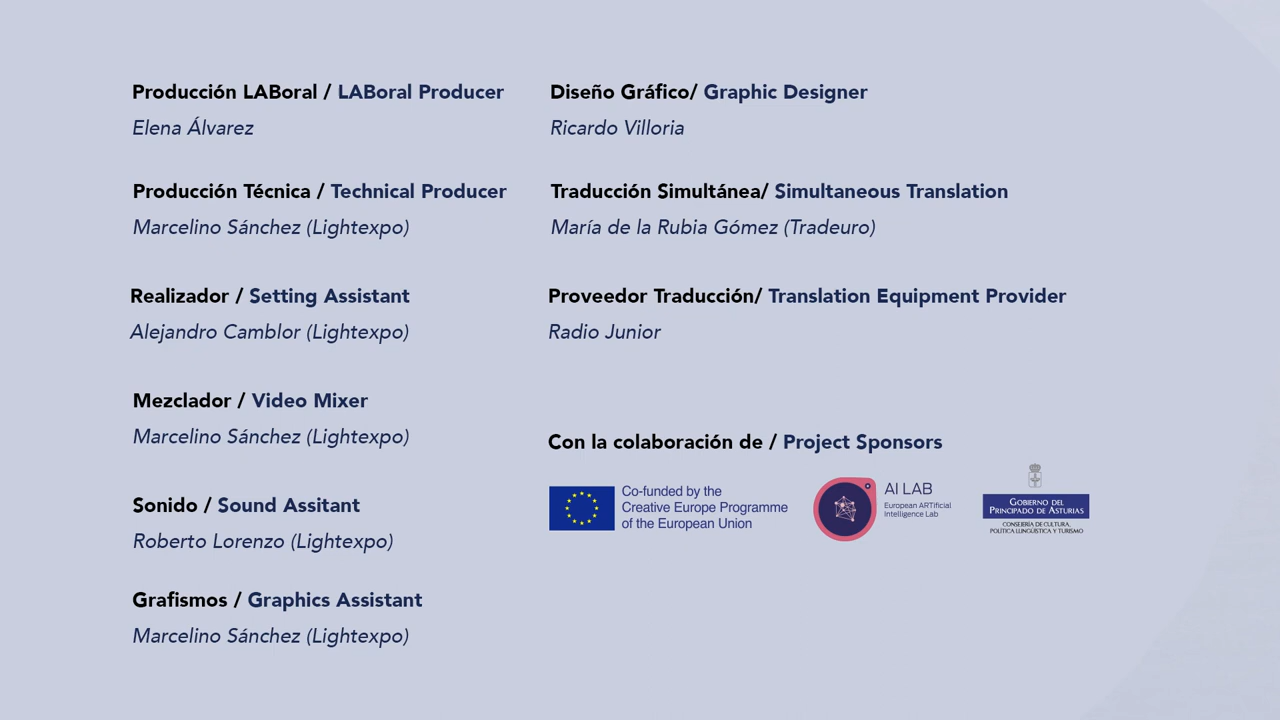 Producción LABoral / LABoral Producer
Elena Álvarez
Producción Técnica / Technical Producer
Marcelino Sánchez (Lightexpo)
Realizador / Setting Assistant
Alejandro Camblor (Lightexpo)
Mezclador / Video Mixer
Marcelino Sánchez (Lightexpo)
Sonido / Sound Assitant
Roberto Lorenzo (Lightexpo)
Grafismos / Graphics Assistant
Marcelino Sánchez (Lightexpo)
Diseño Gráfico/ Graphic Designer
Ricardo Villoria
Traducción Simultánea/ Simultaneous Translation
María de la Rubia Gómez (Tradeuro)
Proveedor Traducción/ Translation Equipment Provider
Radio Junior
Con la colaboración de / Project Sponsors
Co-funded by the
Creative Europe Programme
of the European Union
AI LAB
European ARTificial
Intelligence Lab
GOBIERNO DEL
PRINCIPADO DE ASTURIAS
CONSEJERÍA DE CULTURA,
POLÍTICA LLINGÜÍSTICA Y TURISMO